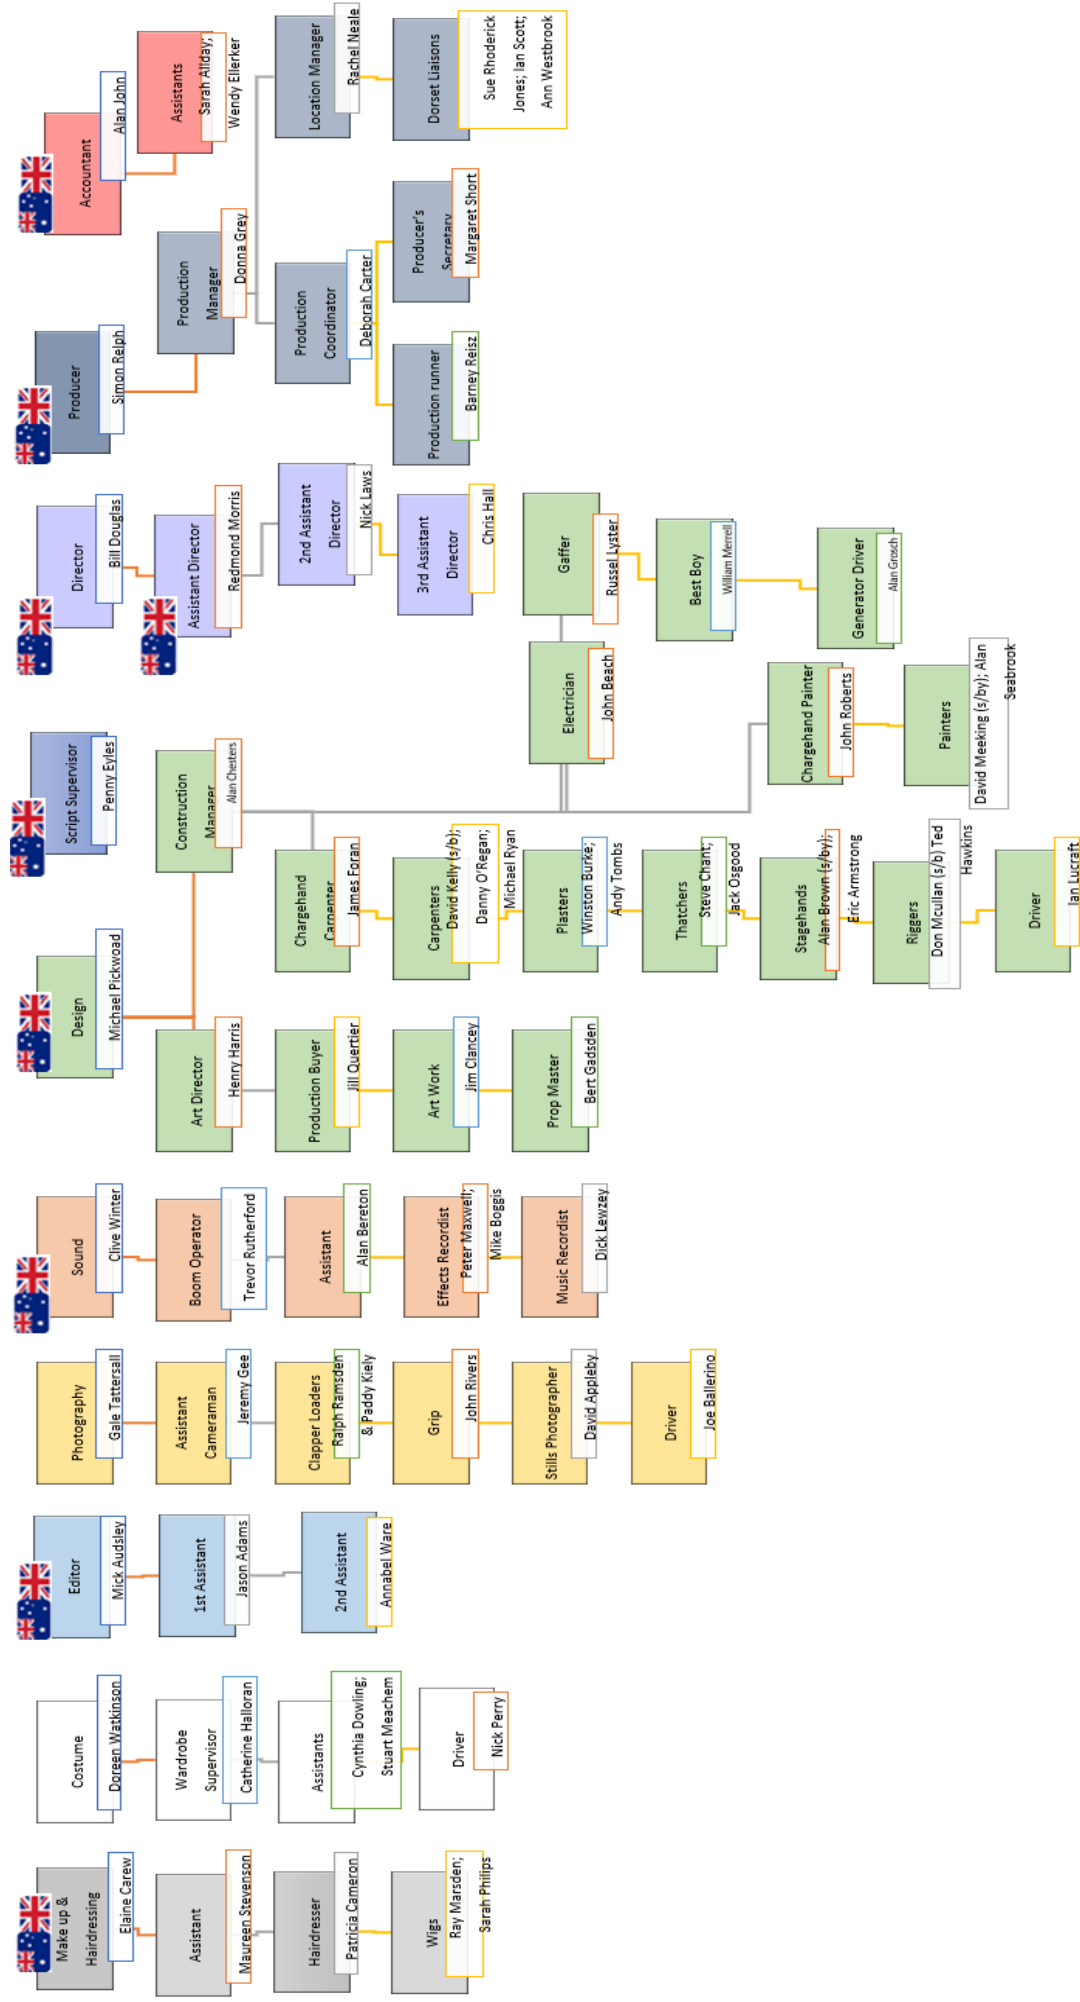 Make up &
Hairdressing
Elaine Carew
Assistant
Maureen Stevenson
Hairdresser
Patricia Cameron
Wigs
Ray Marsden;
Sarah Philips
Costume
Doreen Watkinson
Wardrobe
Supervisor
Catherine Halloran
Assistants
Cynthia Dowling;
Stuart Meachem
Driver
Nick Perry
Editor
Mick Audsley
1st Assistant
Jason Adams
2nd Assistant
Annabel Ware
Photography
Gale Tattersall
Assistant
Cameraman
Jeremy Gee
Clapper Loaders
Ralph Ramsden
& Paddy Kiely
Grip
John Rivers
Stills Photographer
David Appleby
Driver
Joe Ballerino
Sound
Clive Winter
Boom Operator
Trevor Rutherford
Assistant
Alan Bereton
Effects Recordist
Peter Maxwell;
Mike Boggis
Music Recordist
Dick Lewzey
Design
Michael Pickwoad
Art Director
Henry Harris
Production Buyer
Jill Quertier
Art Work
Jim Clancey
Prop Master
Bert Gadsden
Construction
Manager
Alan Chesters
Chargehand
Carpenter
James Foran
Carpenters
David Kelly (s/by);
Danny O'Regan;
Michael Ryan
Plasters
Winston Burke;
Andy Tombs
Thatchers
Steve Chant;
Jack Osgood
Stagehands
Alan Brown (s/by);
Eric Armstrong
Riggers
Don Mcullan (s/b) Ted
Hawkins
Driver
Ian Lucraft
Electrician
John Beach
Gaffer
Russel Lyster
Best Boy
William Merrell
Generator Driver
Alan Grosch
Chargehand Painter
John Roberts
Painters
David Meeking (s/by); Alan
Seabrook
Script Supervisor
Penny Eyles
Director
Bill Douglas
Assistant Director
Redmond Morris
2nd Assistant
Director
Nick Laws
3rd Assistant
Director
Chris Hall
Producer
Simon Relph
Production
Manager
Donna Grey
Production
Coordinator
Deborah Carter
Production runner
Barney Reisz
Producer's
Secretary
Margaret Short
Location Manager
Rachel Neale
Dorset Liaisons
Sue Rhoderick
Jones; Ian Scott;
Ann Westbrook
Accountant
Alan John
Assistants
Sarah Allday;
Wendy Ellerker